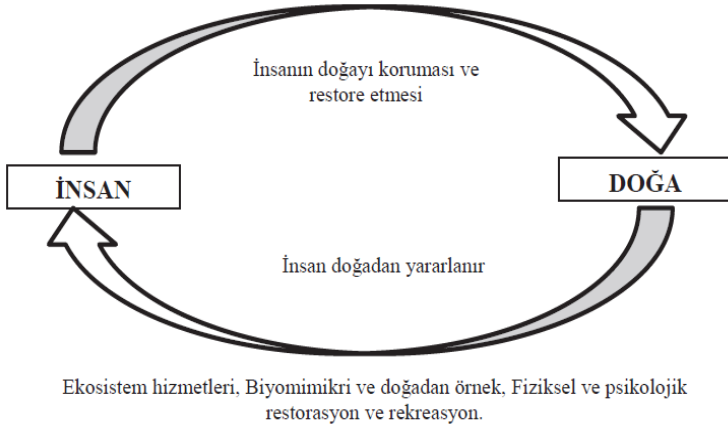 İnsanın doğayı koruması ve
restore etmesi
İNSAN
DOĞA
İnsan doğadan yararlanır
Ekosistem hizmetleri, Biyomimikri ve doğadan örnek, Fiziksel ve psikolojik
restorasyon ve rekreasyon.